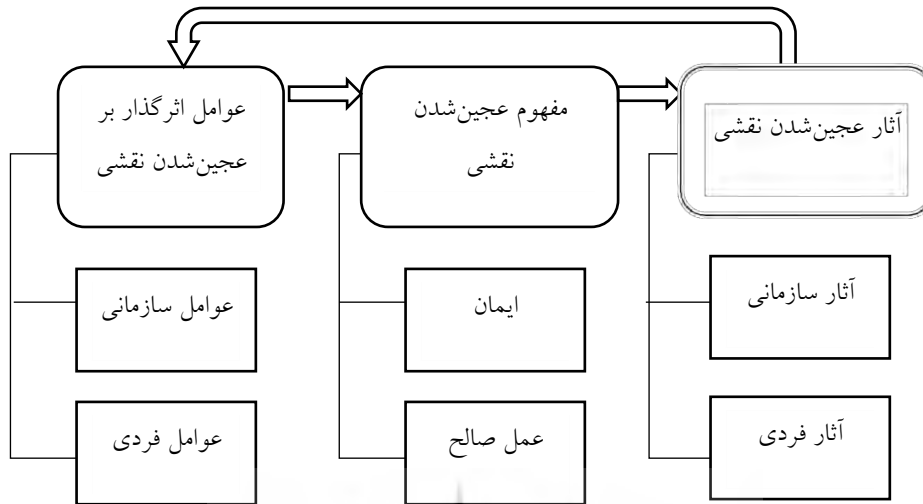 عوامل اثرگذار بر
عجین‌شدن نقشی
مفهوم عجین‌شدن
نقشی
آثار عجین‌شدن نقشی
عوامل سازمانی
ایمان
آثار سازمانی
عوامل فردی
عمل صالح
آثار فردی